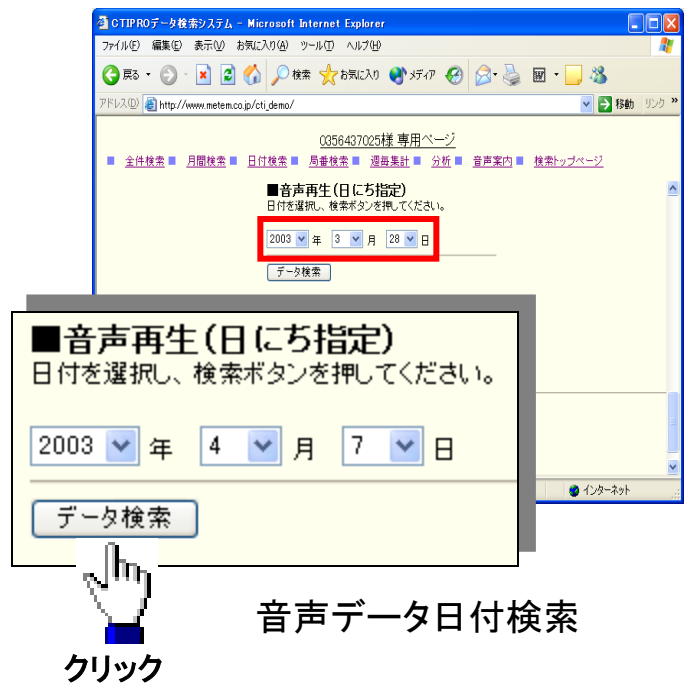 CTIPROデータ検索システム - Microsoft Internet Explorer
ファイル(F) 編集(E) 表示(V) お気に入り(A) ツール(T) ヘルプ(H)
戻る 検索 お気に入り メディア
アドレス(D) http://www.metem.co.jp/cti_demo/ 移動 リンク »
0356437025様 専用ページ
■ 全件検索 ■ 月間検索 ■ 日付検索 ■ 局番検索 ■ 週毎集計 ■ 分析 ■ 音声案内 ■ 検索トップページ
■音声再生(日にち指定)
日付を選択し、検索ボタンを押してください。
2003 年 3 月 28 日
データ検索
■音声再生(日にち指定)
日付を選択し、検索ボタンを押してください。
2003 年 4 月 7 日
データ検索
インターネット
音声データ日付検索
クリック